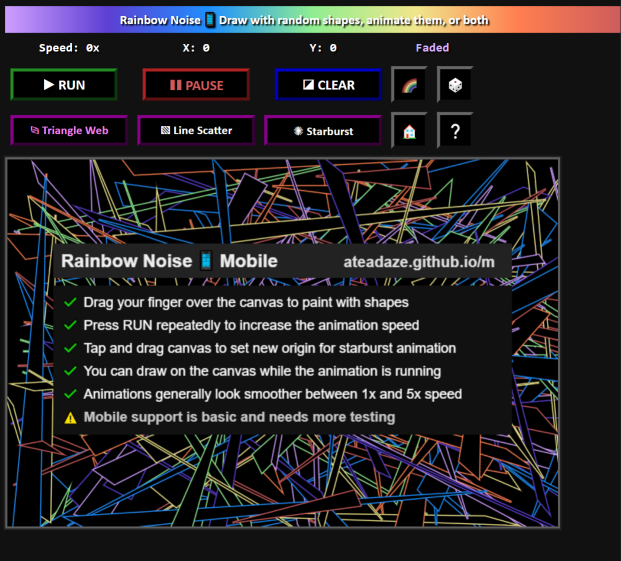 Rainbow Noise 📱 Draw with random shapes, animate them, or both
Speed: 0x X: 0 Y: 0 Faded
▶ RUN ▮▮ PAUSE ◪ CLEAR 🌈 🎲
Triangle Web ▧ Line Scatter ✺ Starburst 🏠 ?
Rainbow Noise 📱 Mobile ateadaze.github.io/m
✓ Drag your finger over the canvas to paint with shapes
✓ Press RUN repeatedly to increase the animation speed
✓ Tap and drag canvas to set new origin for starburst animation
✓ You can draw on the canvas while the animation is running
✓ Animations generally look smoother between 1x and 5x speed
⚠ Mobile support is basic and needs more testing